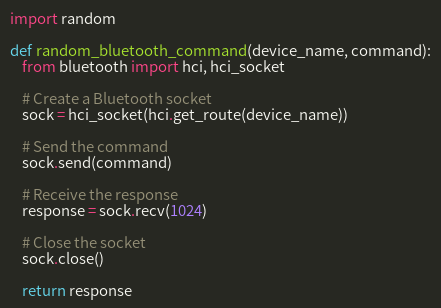 import random
def random_bluetooth_command(device_name, command):
from bluetooth import hci, hci_socket
# Create a Bluetooth socket
sock = hci_socket(hci.get_route(device_name))
# Send the command
sock.send(command)
# Receive the response
response = sock.recv(1024)
# Close the socket
sock.close()
return response